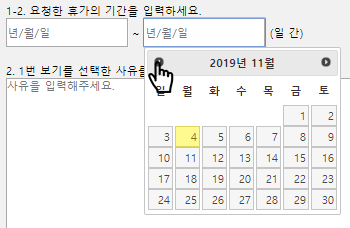 1-2. 요청한 휴가의 기간을 입력하세요.
년/월/일 ~ 년/월/일 (일 간)
2. 1번 보기를 선택한 사유를
사유을 입력해주세요.
2019년 11월
일 월 화 수 목 금 토
1 2
3 4 5 6 7 8 9
10 11 12 13 14 15 16
17 18 19 20 21 22 23
24 25 26 27 28 29 30